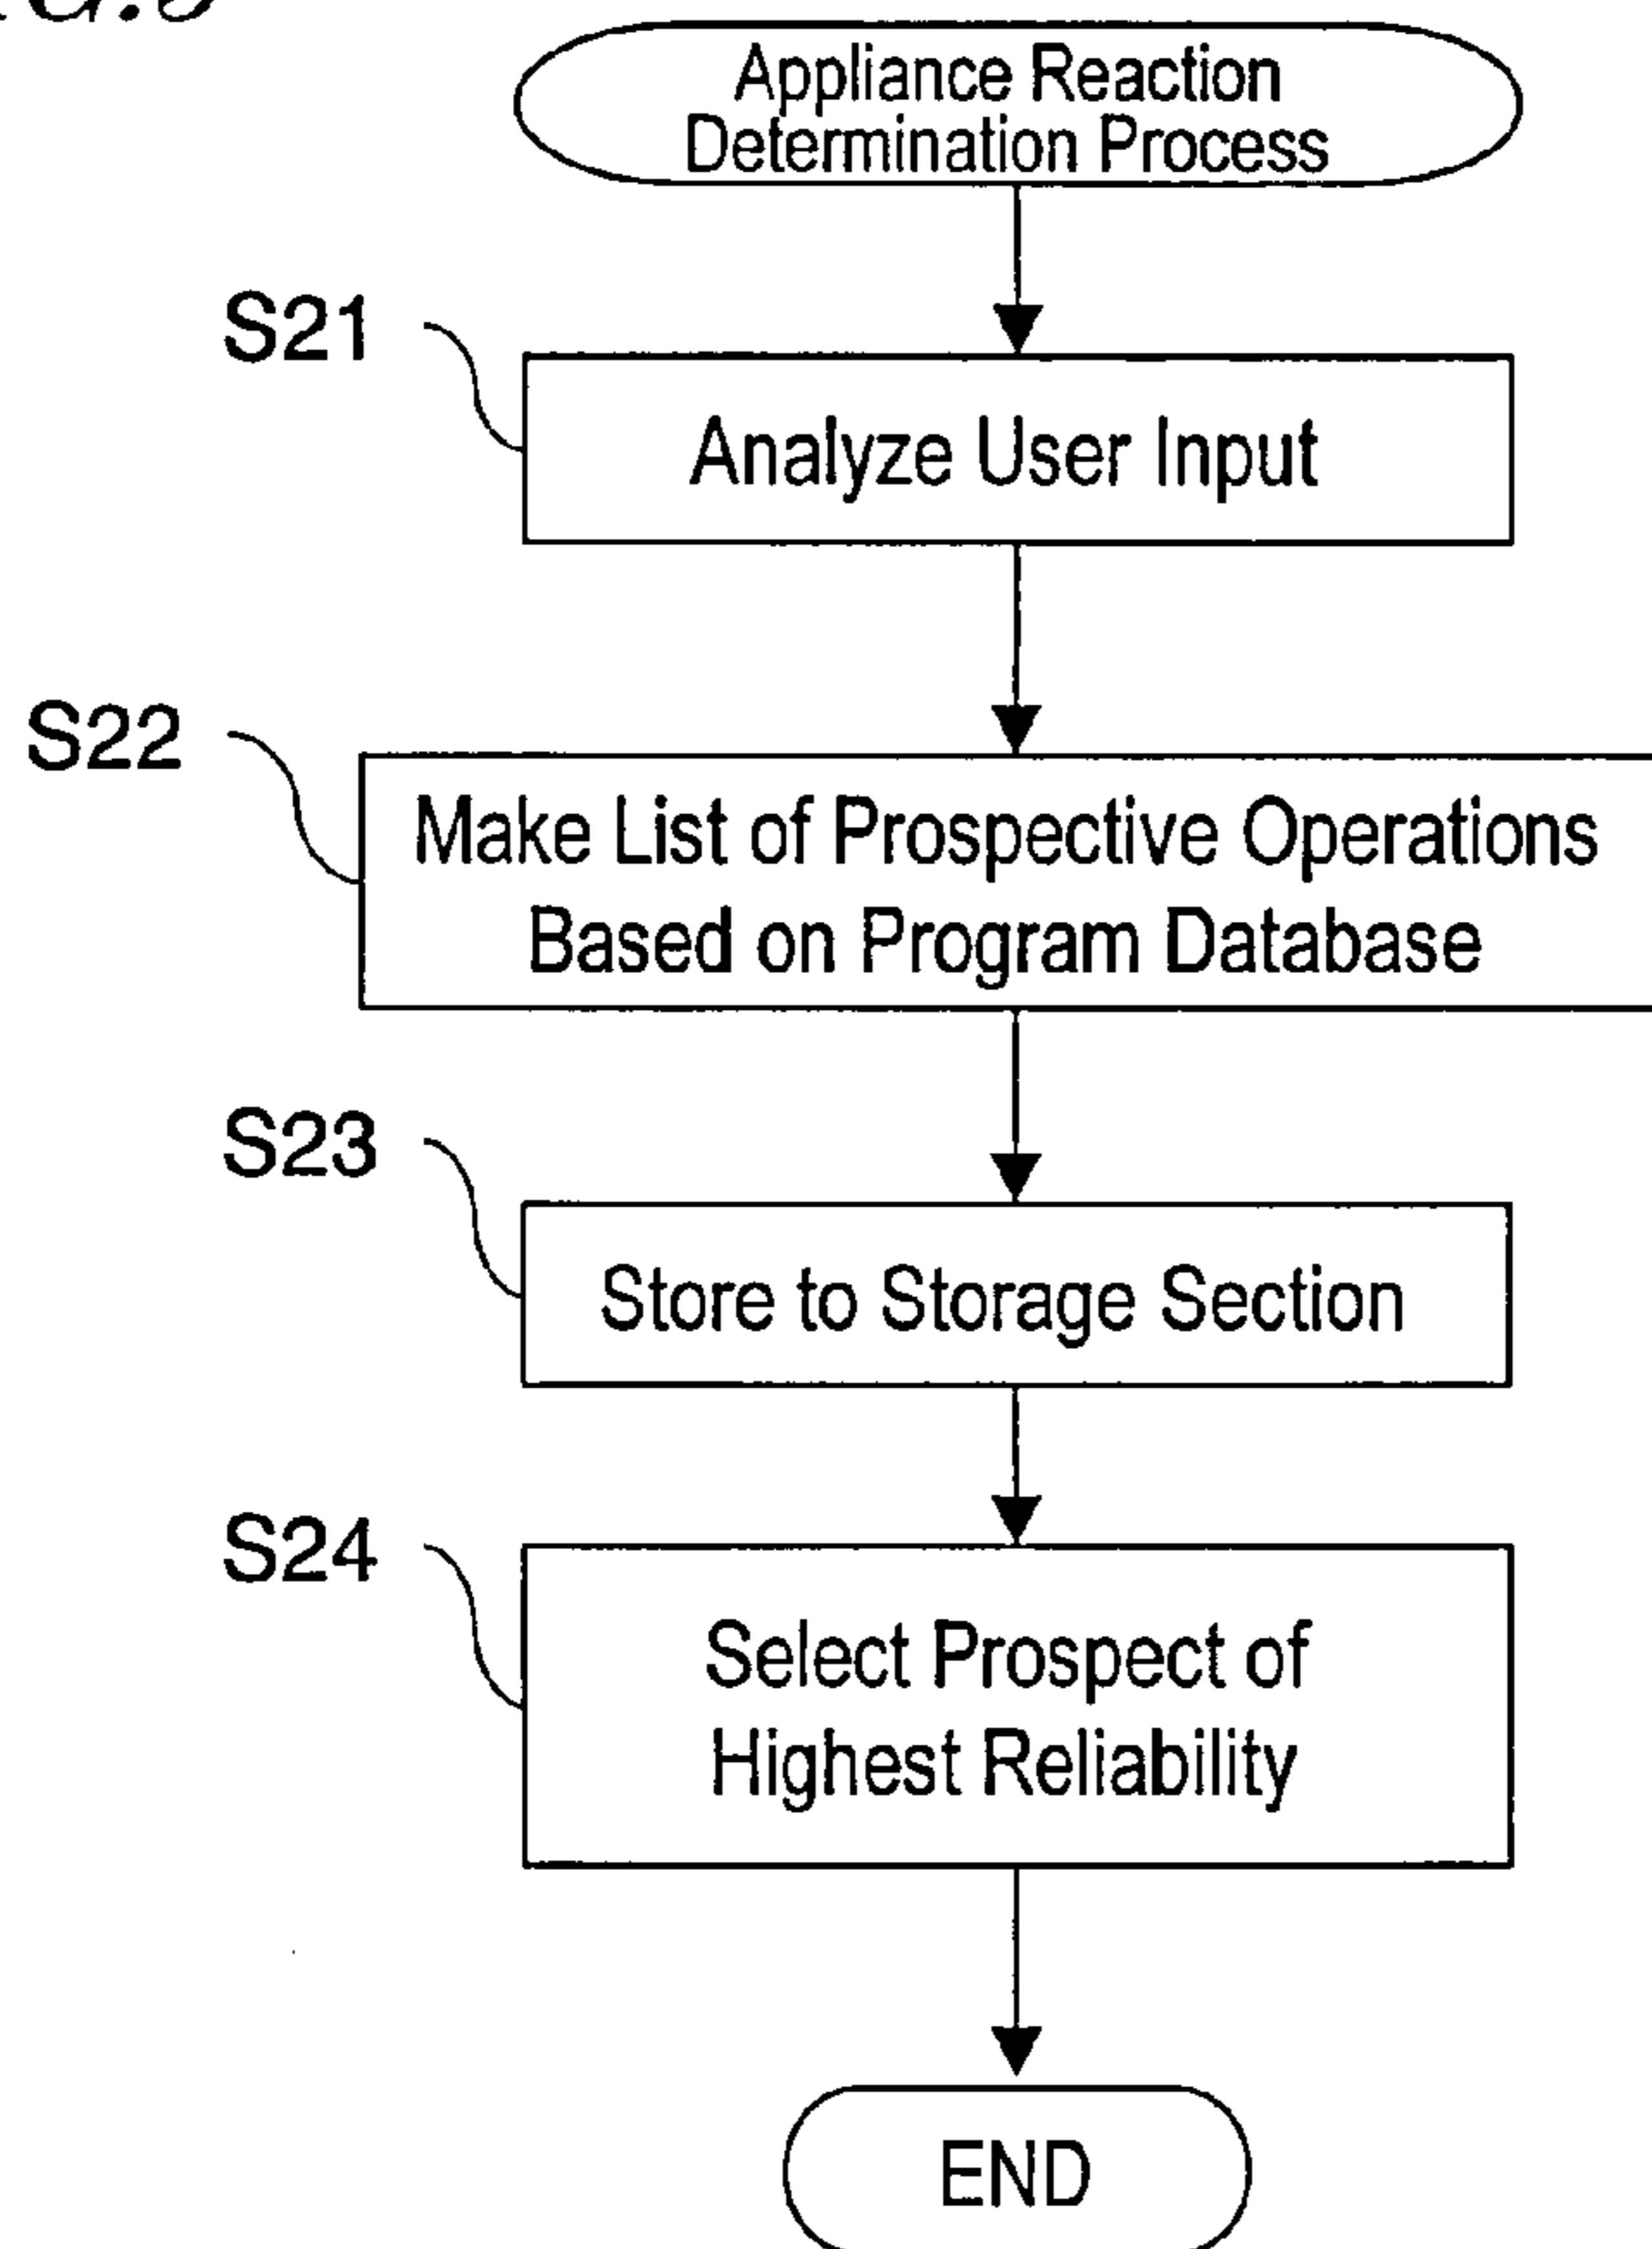 Appliance Reaction
Determination Process
S21
Analyze User Input
S22
Make List of Prospective Operations
Based on Program Database
S23
Store to Storage Section
S24
Select Prospect of
Highest Reliability
END